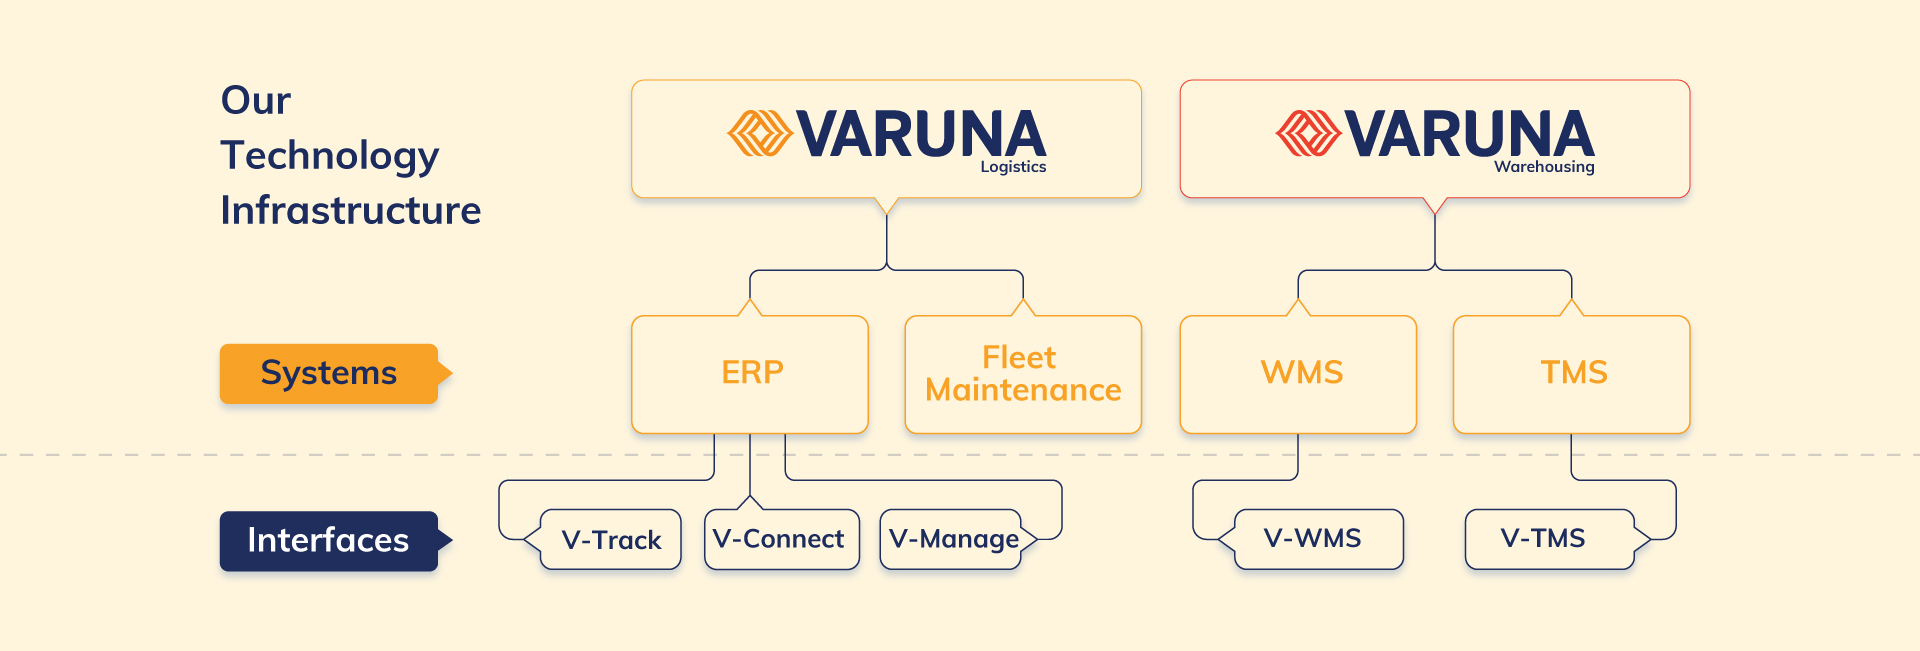 Our
Technology
Infrastructure
VARUNA
Logistics
VARUNA
Warehousing
Systems
ERP
Fleet
Maintenance
WMS
TMS
Interfaces
V-Track
V-Connect
V-Manage
V-WMS
V-TMS